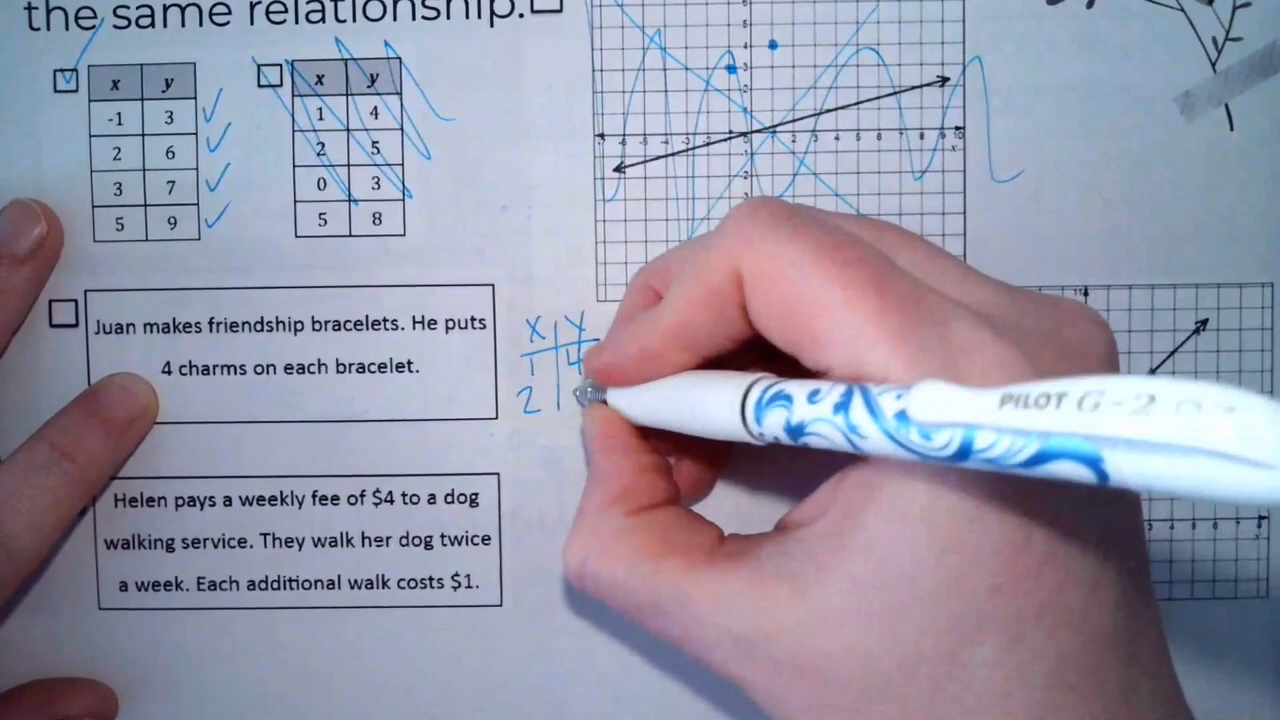 the same relationship.
x y
-1 3
2 6
3 7
5 9
x y
1 4
2 5
0 3
5 8
Juan makes friendship bracelets. He puts
4 charms on each bracelet.
X Y
1 4
2
Helen pays a weekly fee of $4 to a dog
walking service. They walk her dog twice
a week. Each additional walk costs $1.
PILOT G-2